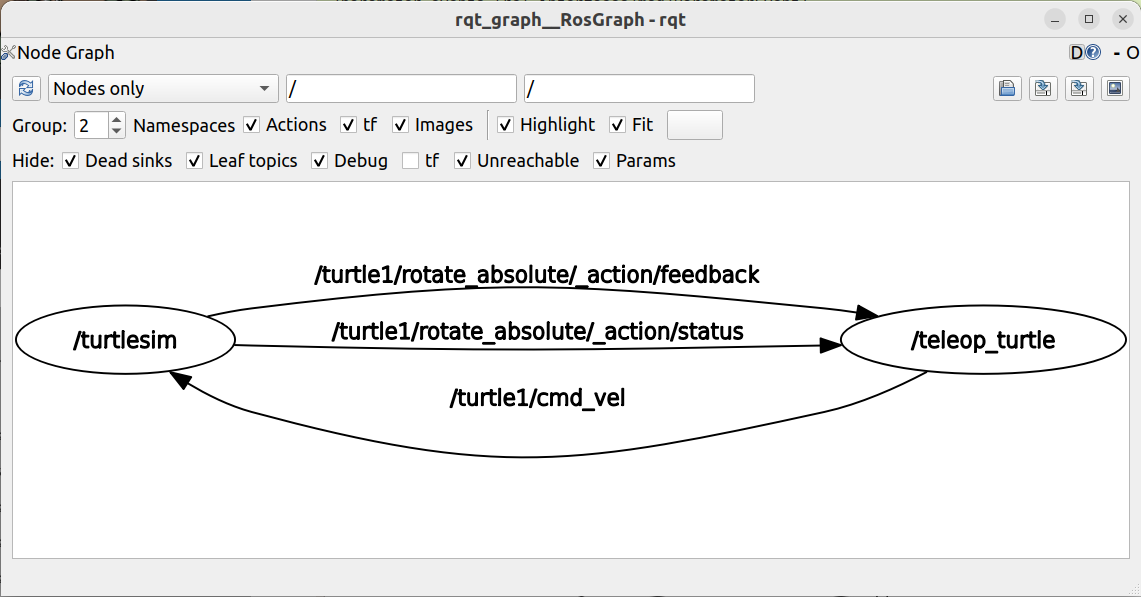 rqt_graph__RosGraph - rqt
Node Graph D ? - O
Nodes only / /
Group: 2 Namespaces Actions tf Images Highlight Fit
Hide: Dead sinks Leaf topics Debug tf Unreachable Params
/turtle1/rotate_absolute/_action/feedback
/turtlesim
/turtle1/rotate_absolute/_action/status
/teleop_turtle
/turtle1/cmd_vel